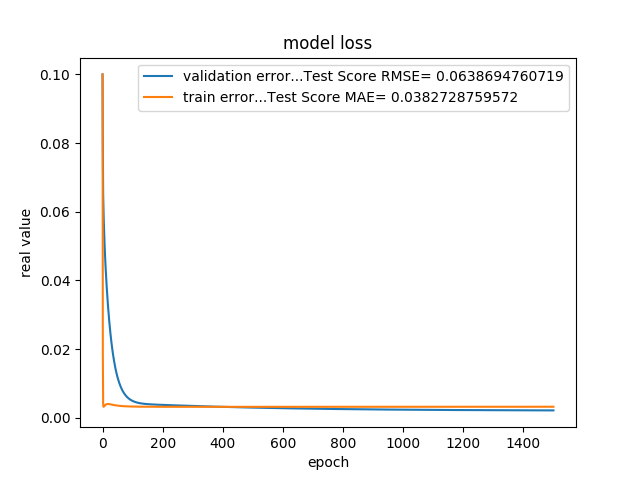 model loss
validation error...Test Score RMSE= 0.0638694760719
train error...Test Score MAE= 0.0382728759572
0.10
0.08
0.06
0.04
0.02
0.00
real value
0 200 400 600 800 1000 1200 1400
epoch